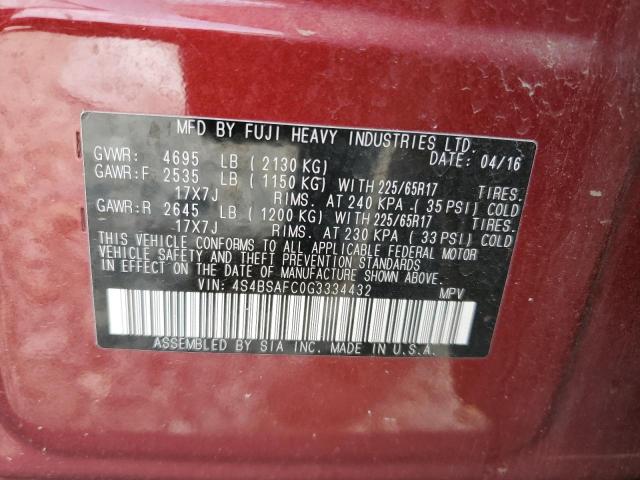 MFD BY FUJI HEAVY INDUSTRIES LTD.
GVWR: 4695 LB (2130 KG) DATE: 04/16
GAWR:F 2535 LB (1150 KG) WITH 225/65R17 TIRES.
- 17X7J RIMS. AT 240 KPA ( 35 PSI) COLD
GAWR:R 2645 LB (1200 KG) WITH 225/65R17 TIRES.
- 17X7J RIMS. AT 230 KPA ( 33 PSI) COLD
THIS VEHICLE CONFORMS TO ALL APPLICABLE FEDERAL MOTOR
VEHICLE SAFETY AND THEFT PREVENTION STANDARDS IN
EFFECT ON THE DATE OF MANUFACTURE SHOWN ABOVE.
VIN: 4S4BSAFC0G3334432 MPV
ASSEMBLED BY SIA INC. MADE IN U.S.A.